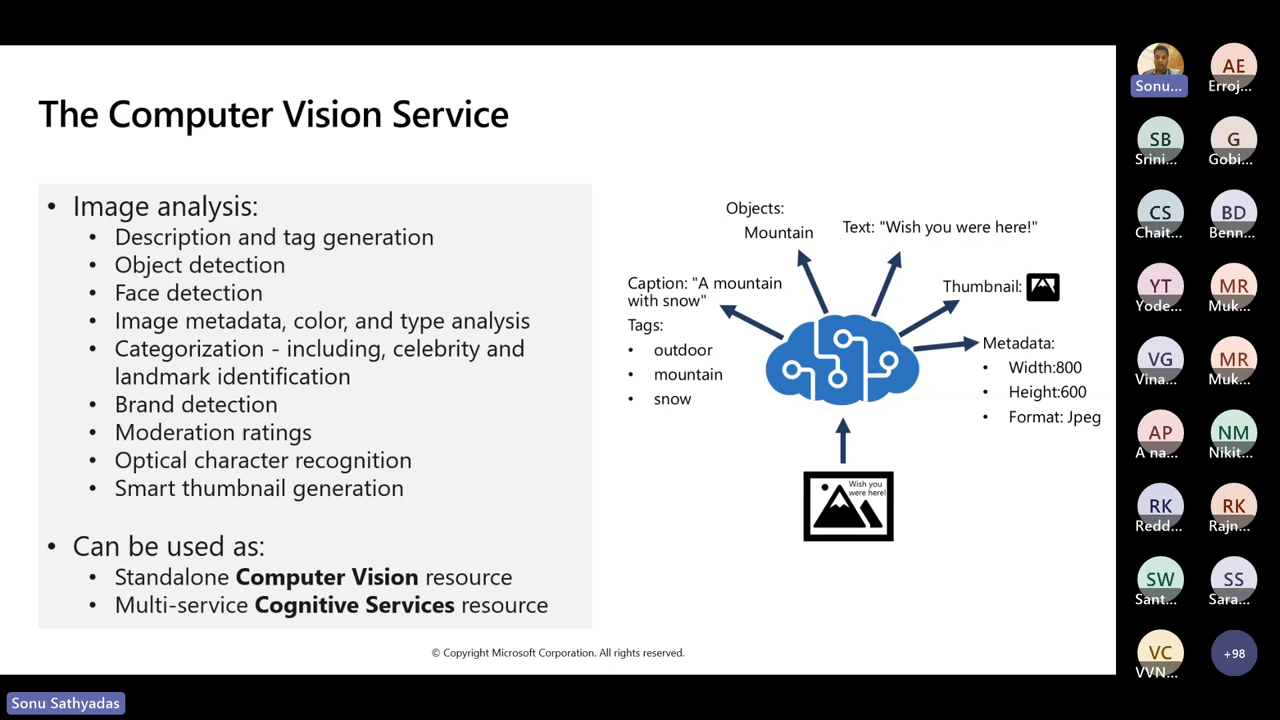 The Computer Vision Service
• Image analysis:
• Description and tag generation
• Object detection
• Face detection
• Image metadata, color, and type analysis
• Categorization - including, celebrity and
landmark identification
• Brand detection
• Moderation ratings
• Optical character recognition
• Smart thumbnail generation
• Can be used as:
• Standalone Computer Vision resource
• Multi-service Cognitive Services resource
Objects:
Mountain
Text: "Wish you were here!"
Caption: "A mountain
with snow"
Tags:
• outdoor
• mountain
• snow
Thumbnail:
Metadata:
• Width:800
• Height:600
• Format: Jpeg
Wish you
were here!
© Copyright Microsoft Corporation. All rights reserved.
Sonu Sathyadas
Sonu...
AE
Erroj...
SB
Srini...
G
Gobi...
CS
Chait...
BD
Benn...
YT
Yode...
MR
Muk...
VG
Vina...
MR
Muk...
AP
A na...
NM
Nikit...
RK
Redd...
RK
Rajn...
SW
Sant...
SS
Sara...
VC
VVN...
+98